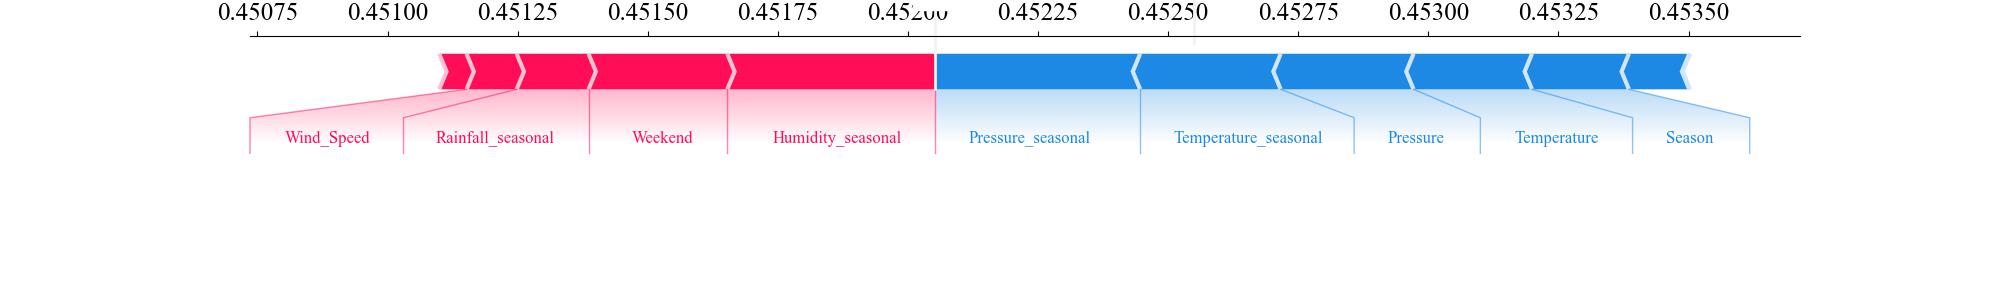 0.45075 0.45100 0.45125 0.45150 0.45175 0.45200 0.45225 0.45250 0.45275 0.45300 0.45325 0.45350
Wind_Speed Rainfall_seasonal Weekend Humidity_seasonal Pressure_seasonal Temperature_seasonal Pressure Temperature Season